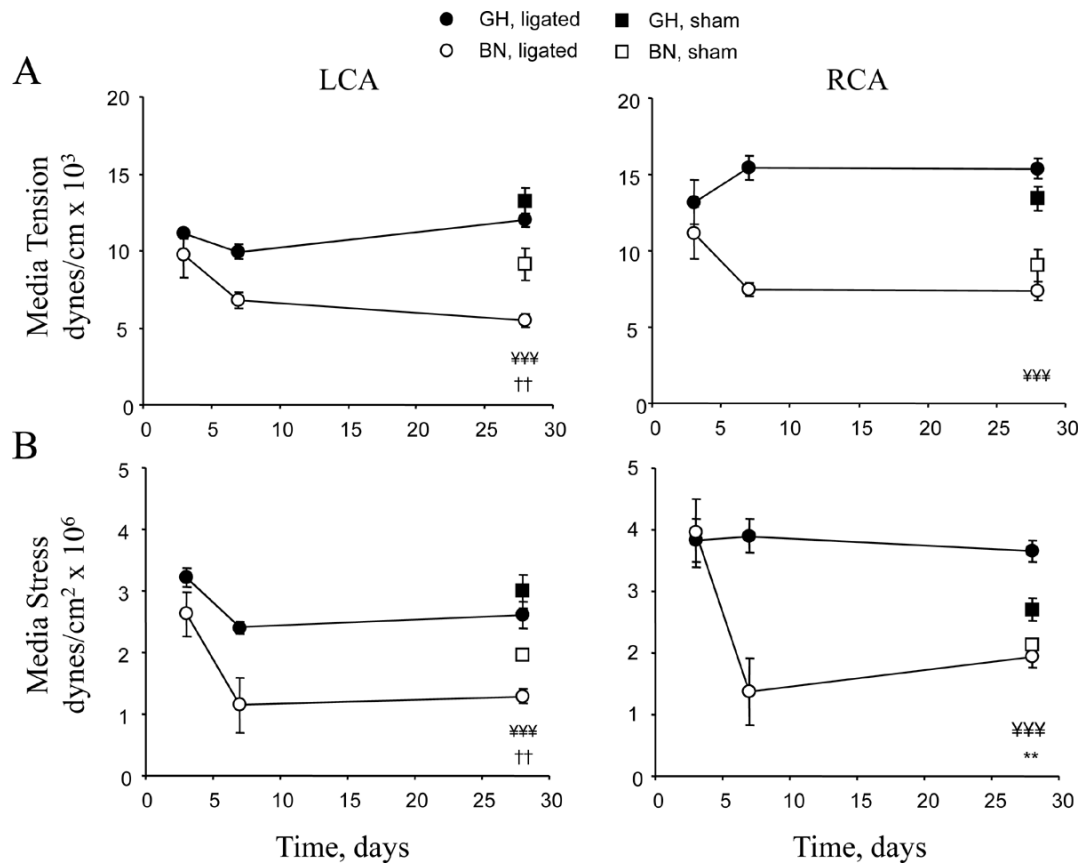 GH, ligated GH, sham
BN, ligated BN, sham
A
LCA RCA
Media Tension
dynes/cm x 10³
20
15
10
5
0
0 5 10 15 20 25 30
¥¥¥
††
20
15
10
5
0
0 5 10 15 20 25 30
¥¥¥
B
Media Stress
dynes/cm² x 10⁶
5
4
3
2
1
0
0 5 10 15 20 25 30
¥¥¥
††
Time, days
5
4
3
2
1
0
0 5 10 15 20 25 30
¥¥¥
**
Time, days